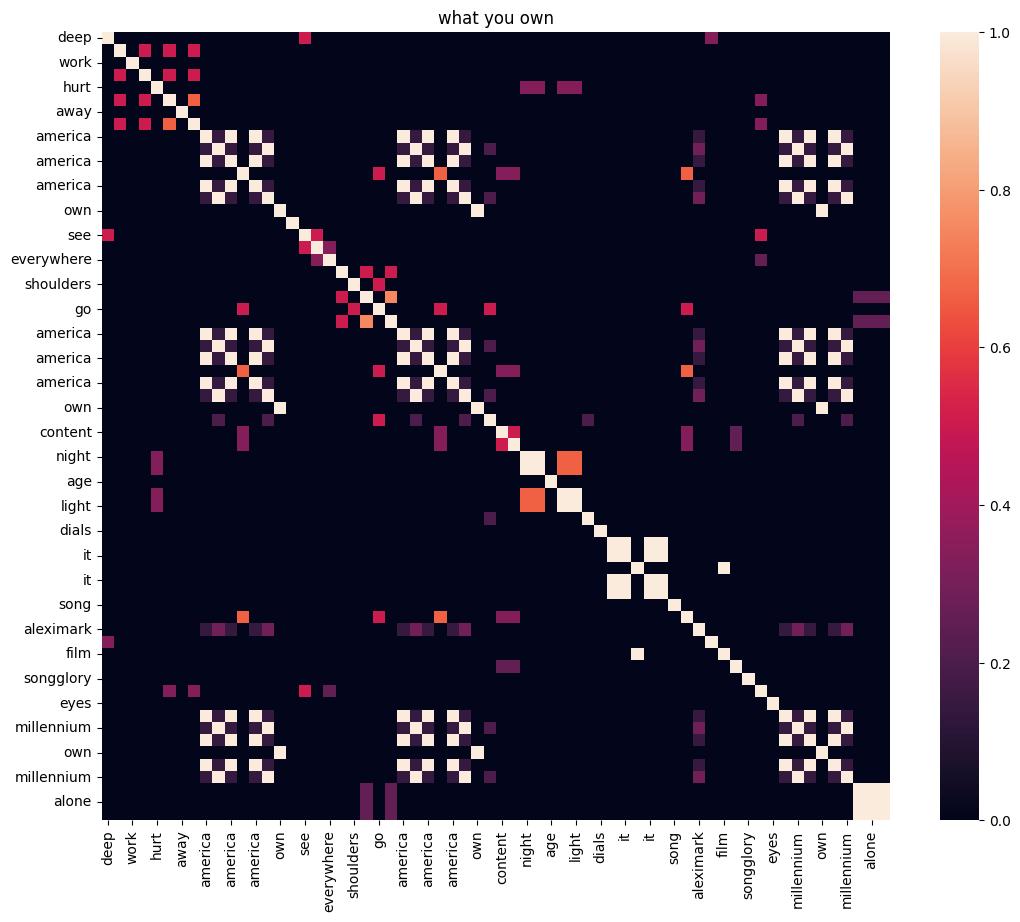 what you own
deep
work
hurt
away
america
america
america
own
see
everywhere
shoulders
go
america
america
america
own
content
night
age
light
dials
it
it
song
aleximark
film
songglory
eyes
millennium
own
millennium
alone
1.0
0.8
0.6
0.4
0.2
0.0
deep
work
hurt
away
america
america
america
own
see
everywhere
shoulders
go
america
america
america
own
content
night
age
light
dials
it
it
song
aleximark
film
songglory
eyes
millennium
own
millennium
alone